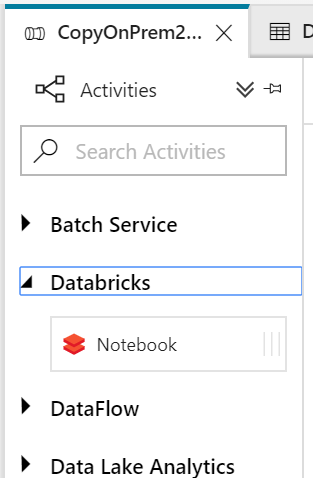 CopyOnPrem2...
D
Activities
Search Activities
Batch Service
Databricks
Notebook
DataFlow
Data Lake Analytics